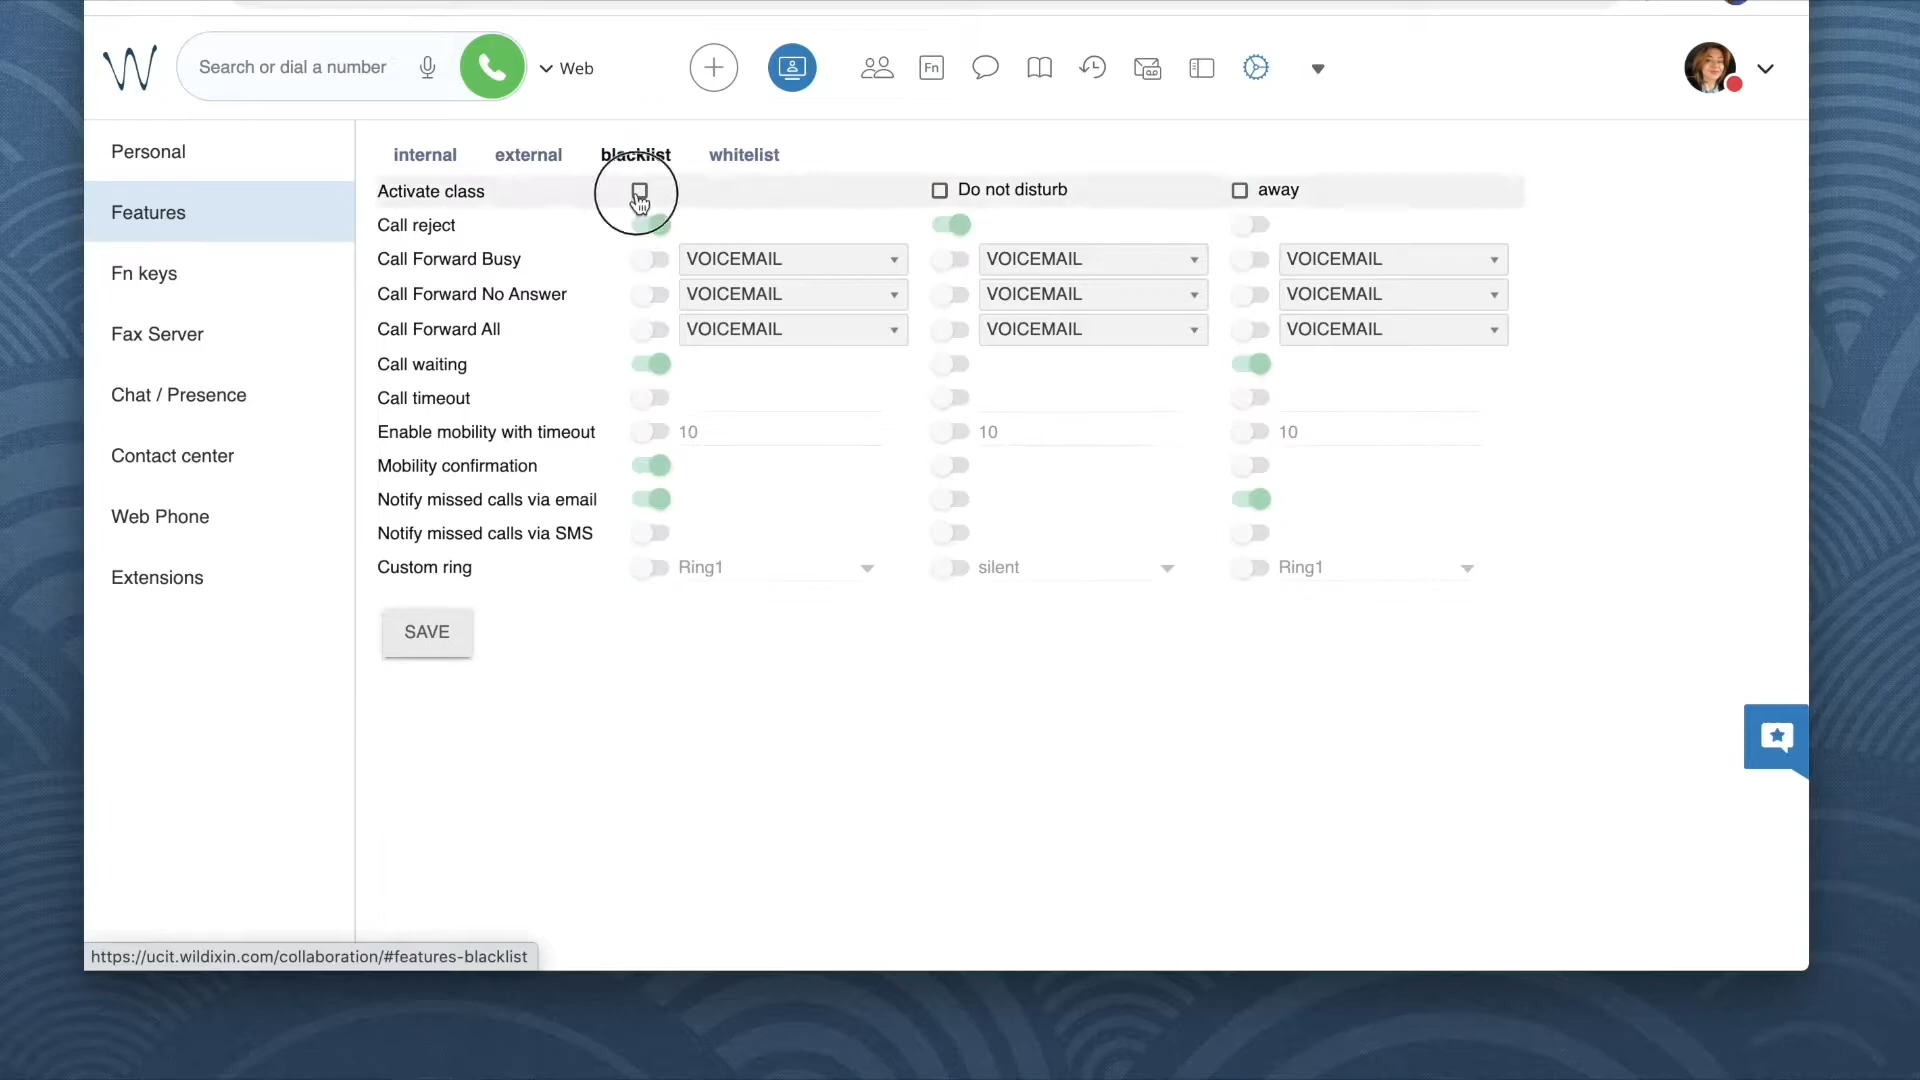 Search or dial a number
Web
Fn
Personal
Features
Fn keys
Fax Server
Chat / Presence
Contact center
Web Phone
Extensions
internal external blacklist whitelist
Activate class Do not disturb away
Call reject
Call Forward Busy VOICEMAIL VOICEMAIL VOICEMAIL
Call Forward No Answer VOICEMAIL VOICEMAIL VOICEMAIL
Call Forward All VOICEMAIL VOICEMAIL VOICEMAIL
Call waiting
Call timeout
Enable mobility with timeout 10 10 10
Mobility confirmation
Notify missed calls via email
Notify missed calls via SMS
Custom ring Ring1 silent Ring1
SAVE
https://ucit.wildixin.com/collaboration/#features-blacklist